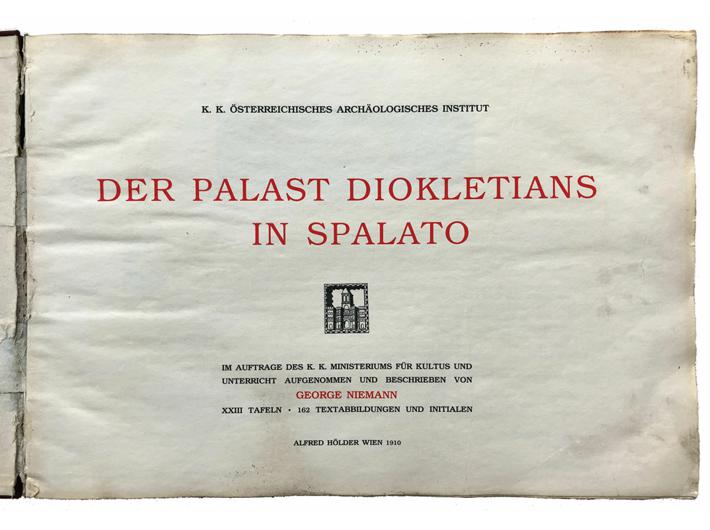 K. K. ÖSTERREICHISCHES ARCHÄOLOGISCHES INSTITUT
DER PALAST DIOKLETIANS
IN SPALATO
IM AUFTRAGE DES K. K. MINISTERIUMS FÜR KULTUS UND
UNTERRICHT AUFGENOMMEN UND BESCHRIEBEN VON
GEORGE NIEMANN
XXIII TAFELN · 162 TEXTABBILDUNGEN UND INITIALEN
ALFRED HÖLDER WIEN 1910